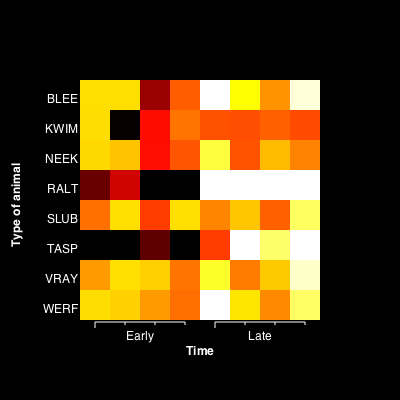 BLEE
KWIM
NEEK
RALT
SLUB
TASP
VRAY
WERF
Type of animal
Early Late
Time